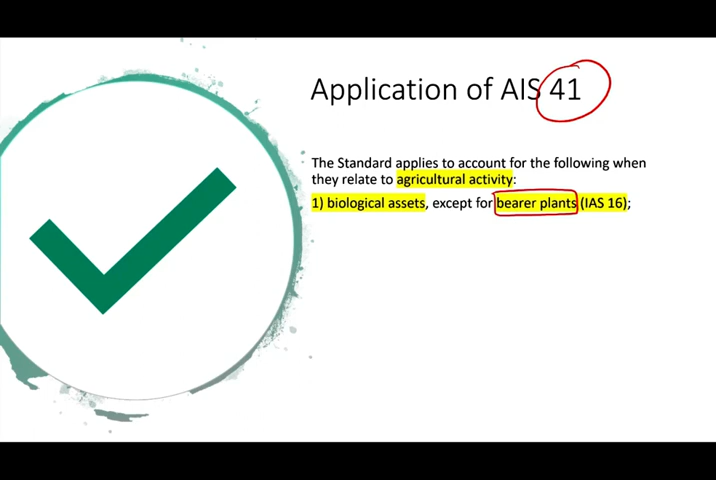 Application of AIS 41
The Standard applies to account for the following when
they relate to agricultural activity:
1) biological assets, except for bearer plants (IAS 16);